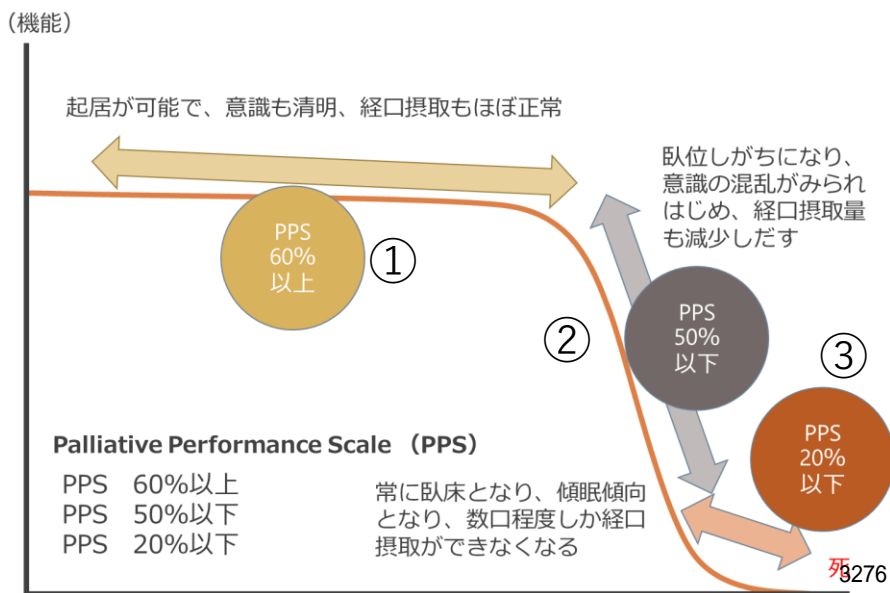 （機能）
起居が可能で、意識も清明、経口摂取もほぼ正常
臥位しがちになり、
意識の混乱がみられ
はじめ、経口摂取量
も減少しだす
PPS
60%
以上
①
②
PPS
50%
以下
③
PPS
20%
以下
Palliative Performance Scale （PPS）
PPS 60%以上
PPS 50%以下
PPS 20%以下
常に臥床となり、傾眠傾向
となり、数口程度しか経口
摂取ができなくなる
死
3276